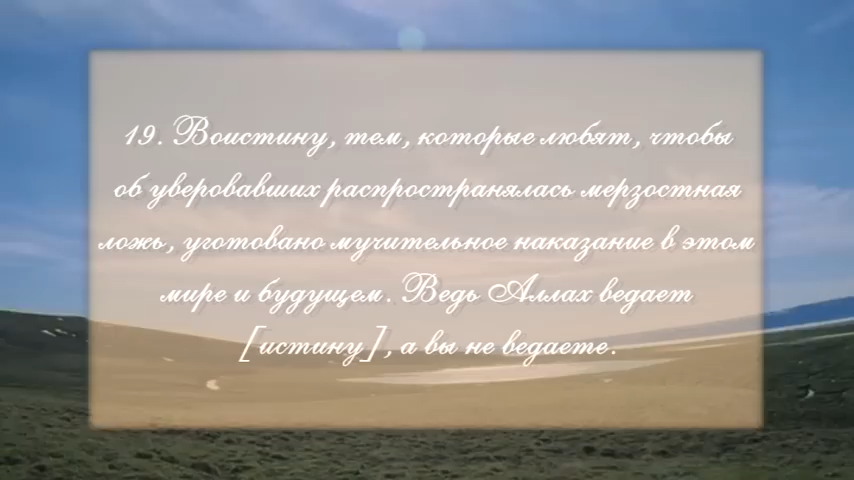 19. Воистину, тем, которые любят, чтобы
об уверовавших распространялась мерзостная
ложь, уготовано мучительное наказание в этом
мире и будущем. Ведь Аллах ведает
[истину], а вы не ведаете.